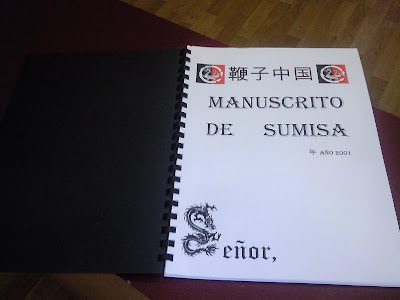 鞭子中国
MANUSCRITO
DE SUMISA
年 AÑO 2001
Señor,